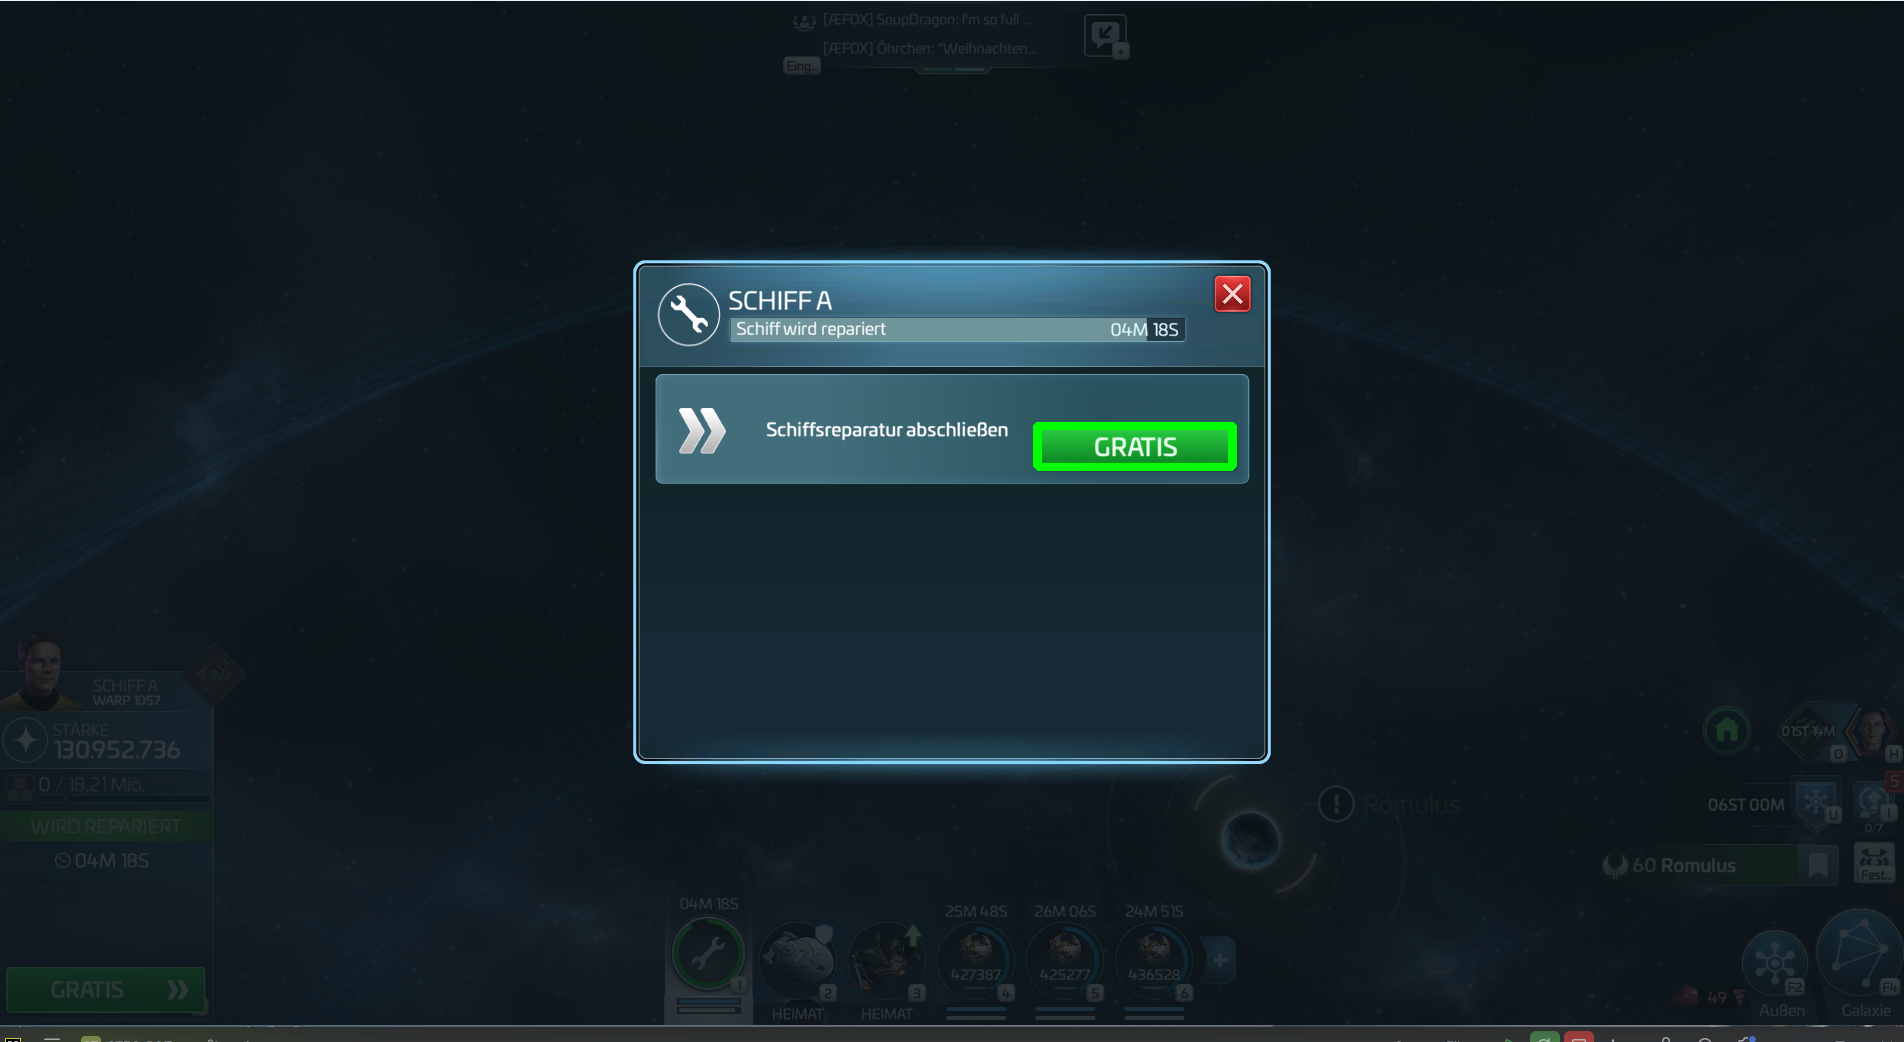 [ÆFOX] SoupDragon: I'm so full ...
[ÆFOX] Öhrchen: "Weihnachten...
Eing...
SCHIFF A
Schiff wird repariert
04M 18S
Schiffsreparatur abschließen
GRATIS
SCHIFF A
WARP 1057
STÄRKE
130.952.736
0 / 18,21 Mio.
WIRD REPARIERT
04M 18S
GRATIS
04M 18S
1
2
HEIMAT
3
HEIMAT
25M 48S
427387
4
26M 06S
425277
5
24M 51S
436528
6
Romulus
01ST 14M
O
H
06ST 00M
U
5
I
0/7
60 Romulus
Fest...
49
F2
Außen
F4
Galaxie